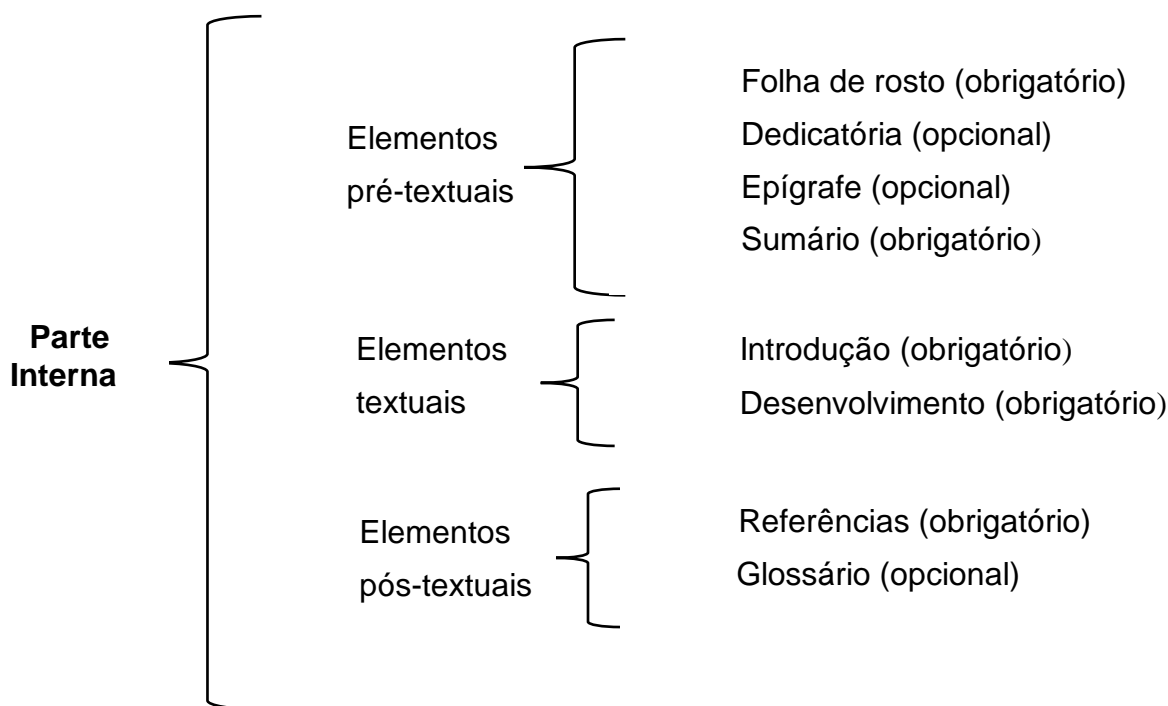 Parte
Interna
Elementos
pré-textuais
Folha de rosto (obrigatório)
Dedicatória (opcional)
Epígrafe (opcional)
Sumário (obrigatório)
Elementos
textuais
Introdução (obrigatório)
Desenvolvimento (obrigatório)
Elementos
pós-textuais
Referências (obrigatório)
Glossário (opcional)